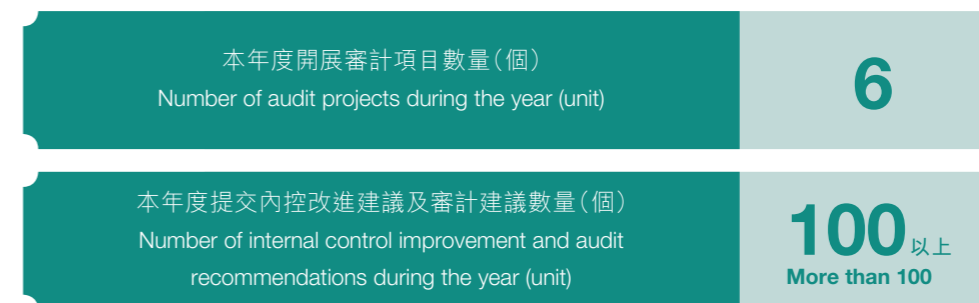 本年度開展審計項目數量（個）
Number of audit projects during the year (unit)
6
本年度提交內控改進建議及審計建議數量（個）
Number of internal control improvement and audit
recommendations during the year (unit)
100以上
More than 100